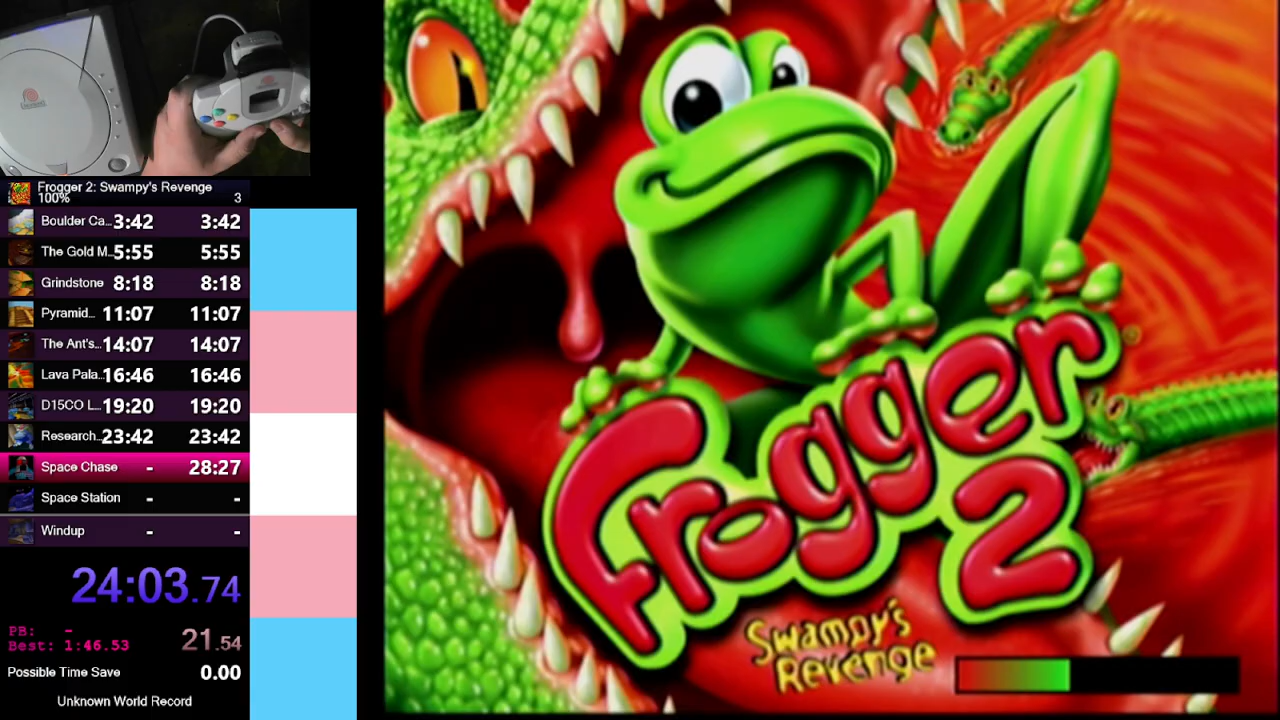 Frogger 2: Swampy's Revenge
100% 3
Boulder Ca... 3:42 3:42
The Gold M... 5:55 5:55
Grindstone 8:18 8:18
Pyramid... 11:07 11:07
The Ant's... 14:07 14:07
Lava Pala... 16:46 16:46
D15CO L... 19:20 19:20
Research... 23:42 23:42
Space Chase - 28:27
Space Station - -
Windup - -
24:03.74
PB: - 21.54
Best: 1:46.53
Possible Time Save 0.00
Unknown World Record
Frogger
2
Swampy's
Revenge